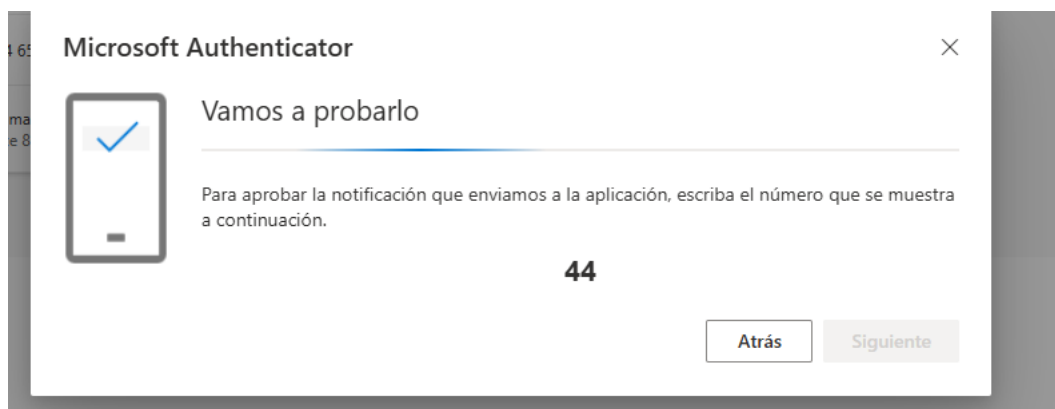 Microsoft Authenticator
Vamos a probarlo
Para aprobar la notificación que enviamos a la aplicación, escriba el número que se muestra
a continuación.
44
Atrás Siguiente